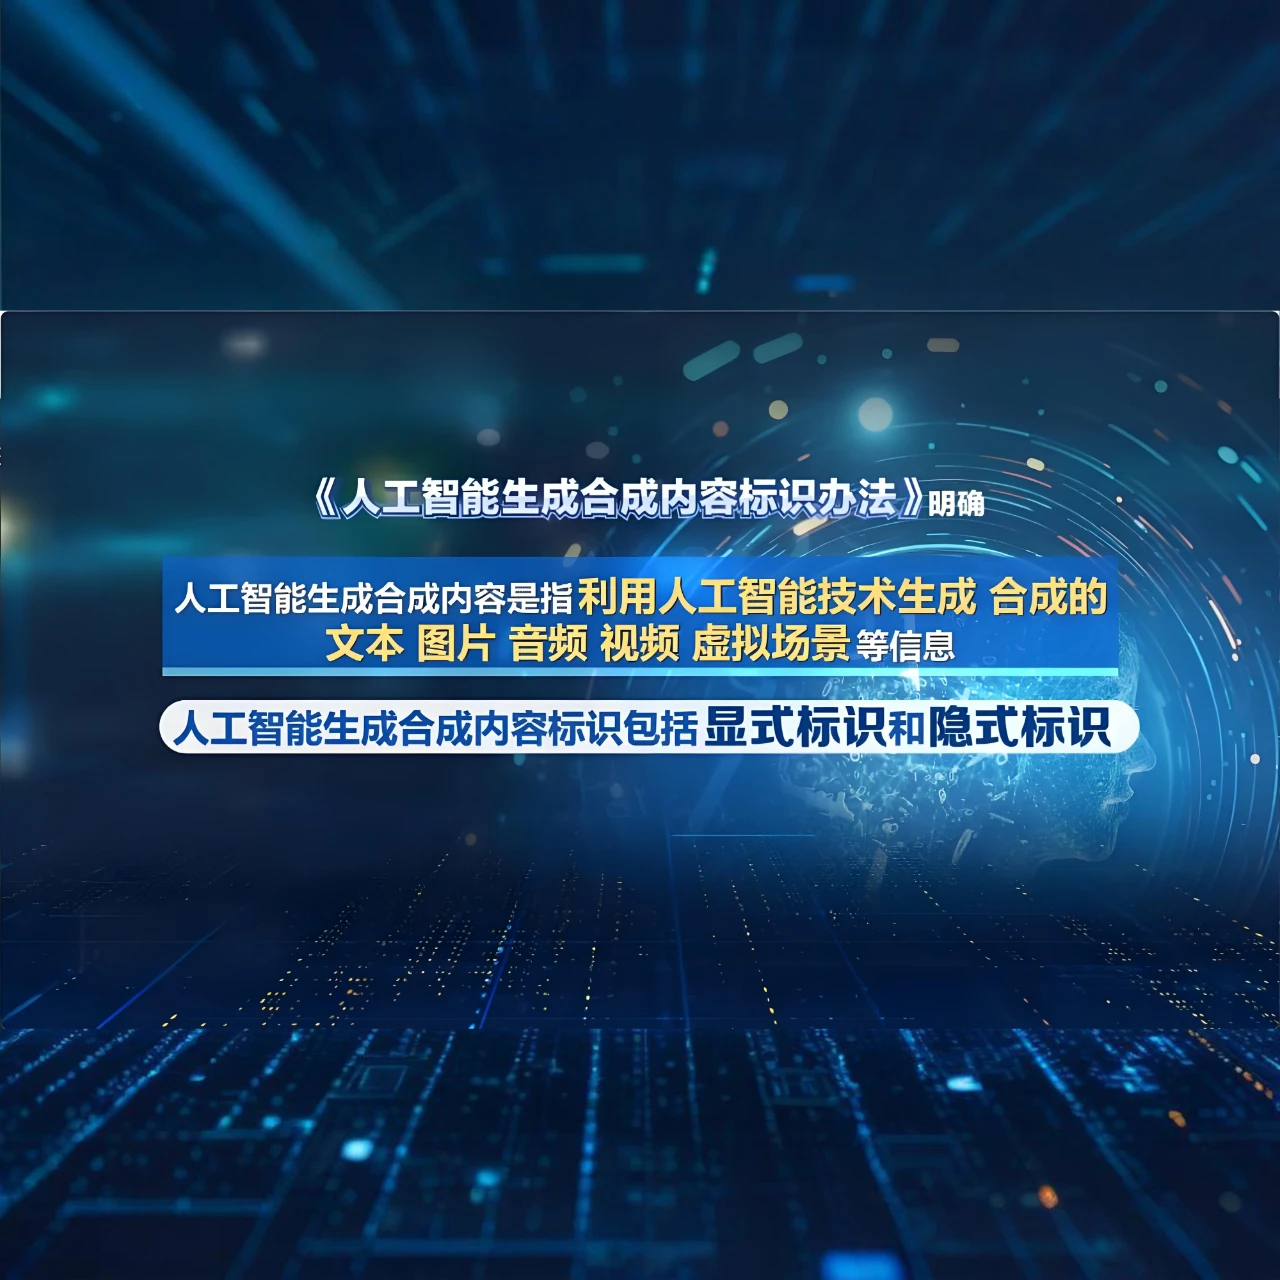 《人工智能生成合成内容标识办法》明确
人工智能生成合成内容是指利用人工智能技术生成 合成的
文本 图片 音频 视频 虚拟场景等信息
人工智能生成合成内容标识包括显式标识和隐式标识